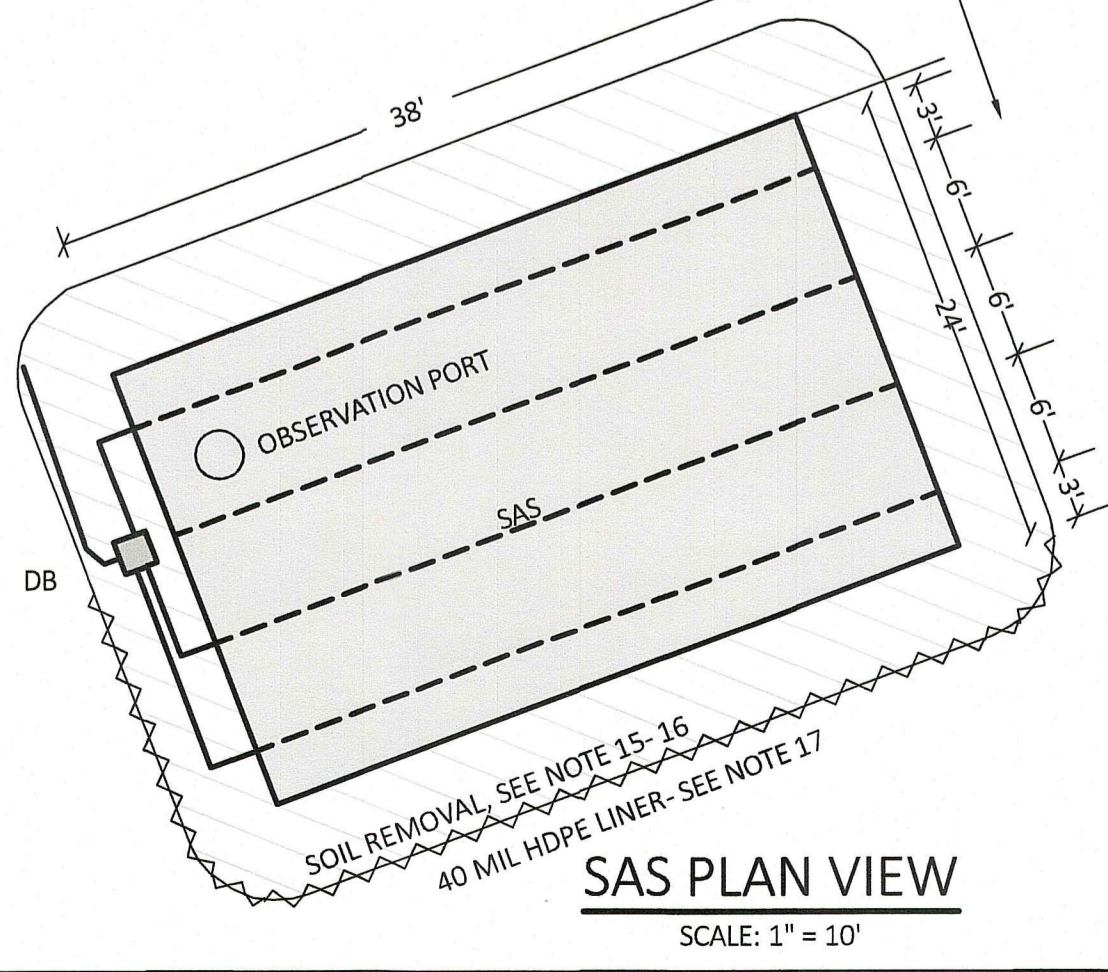 38'
3'
6'
6'
24'
6'
3'
OBSERVATION PORT
SAS
DB
SOIL REMOVAL, SEE NOTE 15- 16
40 MIL HDPE LINER- SEE NOTE 17
SAS PLAN VIEW
SCALE: 1" = 10'